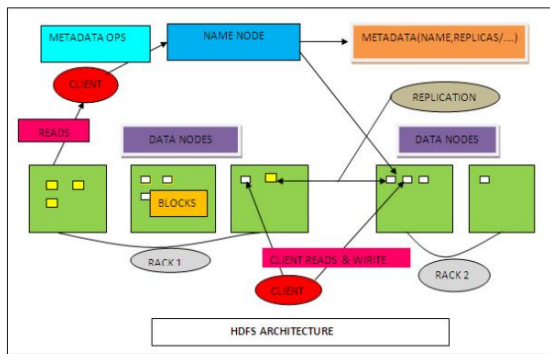 METADATA OPS
NAME NODE
METADATA(NAME,REPLICAS/....)
CLIENT
REPLICATION
READS
DATA NODES
DATA NODES
BLOCKS
CLIENT READS & WIRITE
RACK 1
RACK 2
CLIENT
HDFS ARCHITECTURE